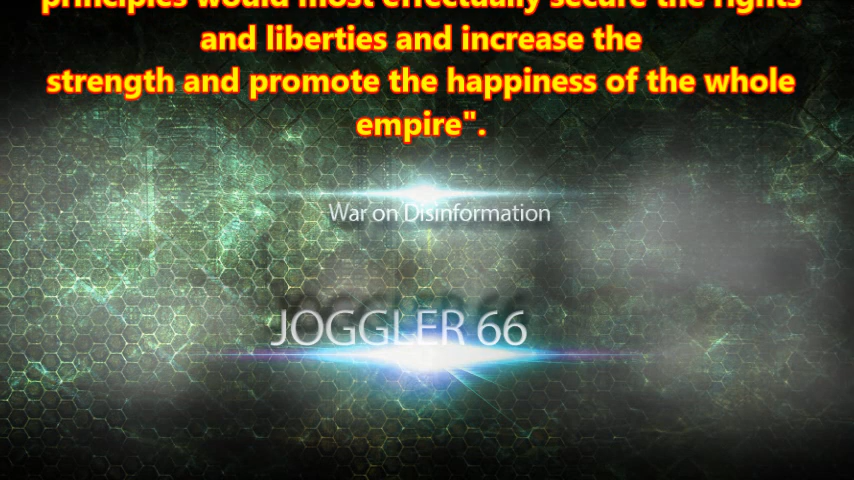 principles would most effectually secure the rights
and liberties and increase the
strength and promote the happiness of the whole
empire".
War on Disinformation
JOGGLER 66